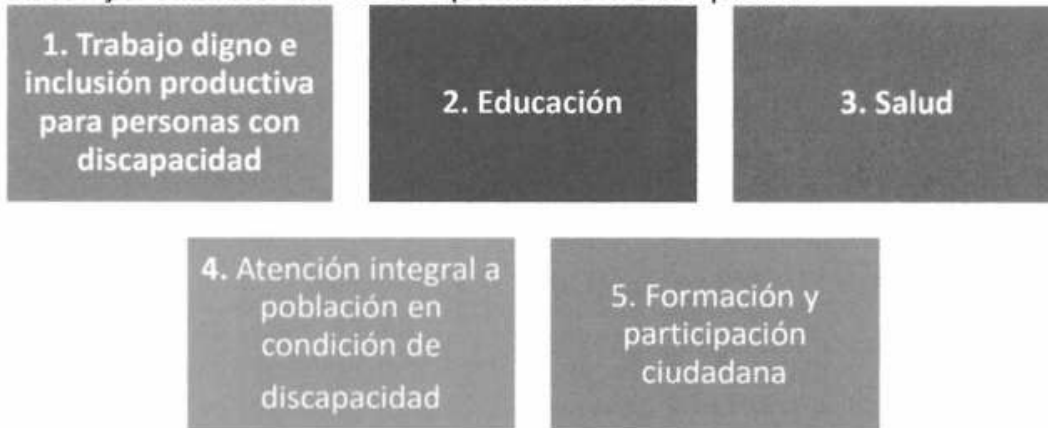 1. Trabajo digno e
inclusión productiva
para personas con
discapacidad
2. Educación
3. Salud
4. Atención integral a
población en
condición de
discapacidad
5. Formación y
participación
ciudadana